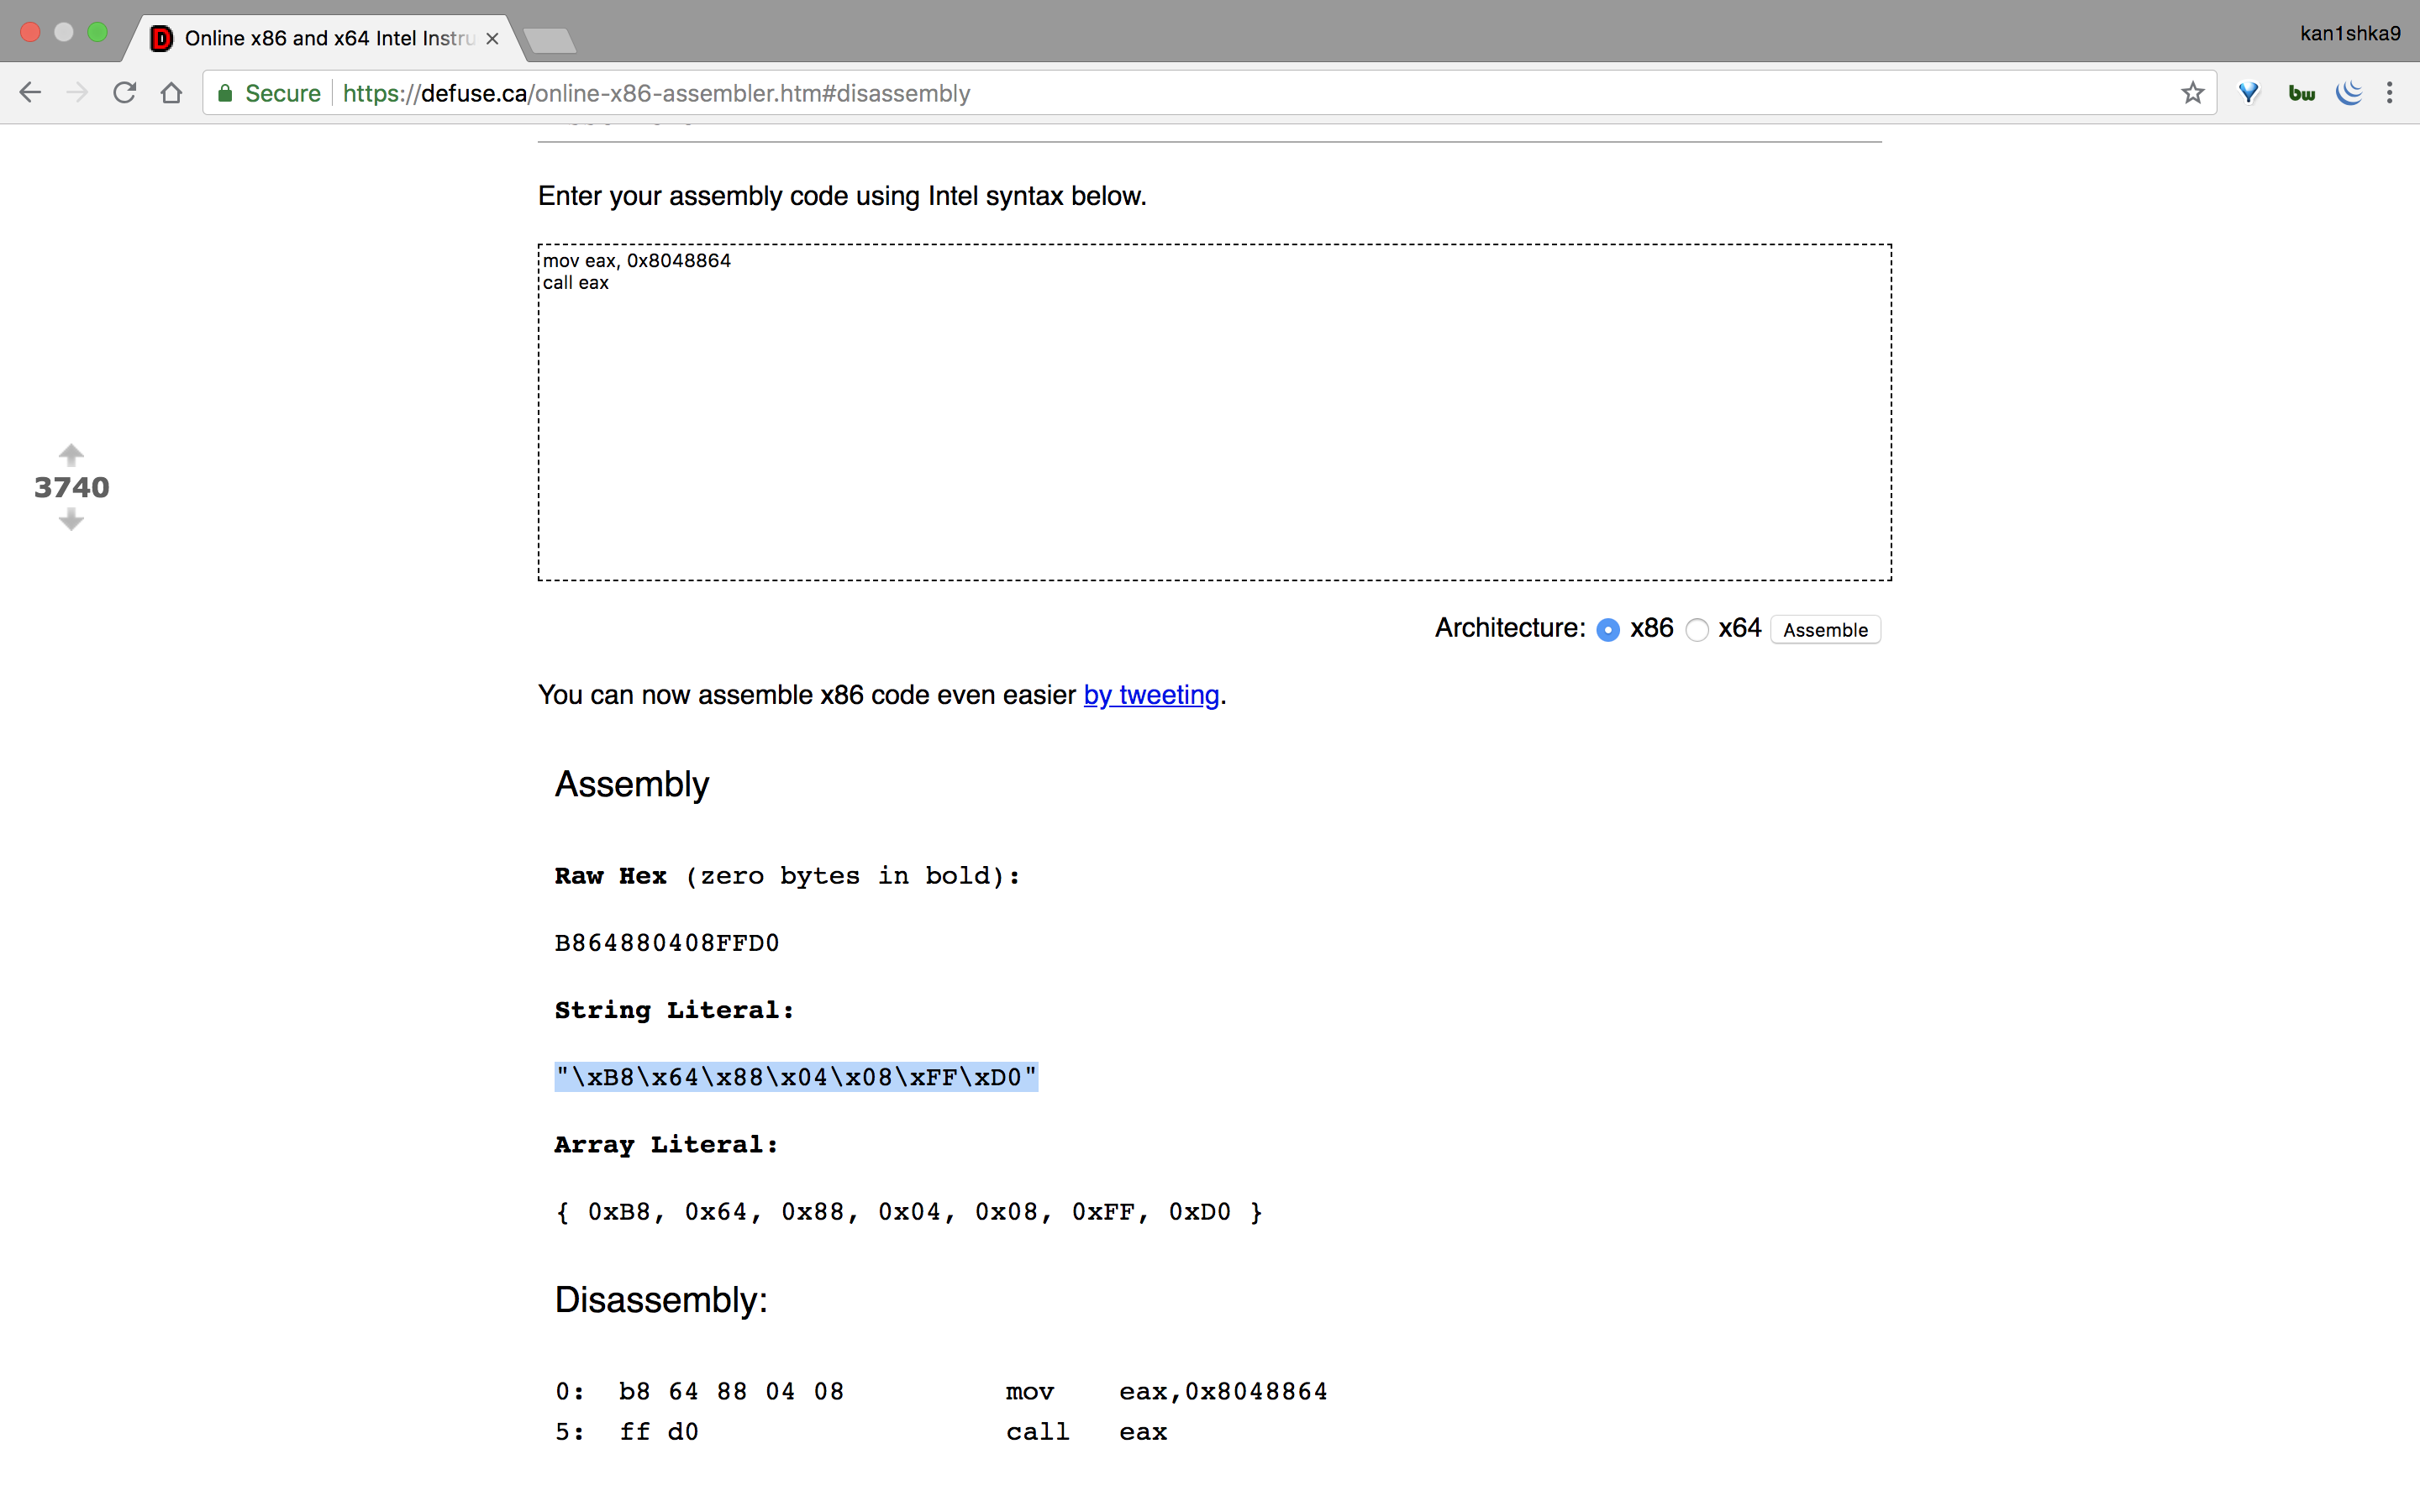 Online x86 and x64 Intel Instru
kan1shka9
Secure https://defuse.ca/online-x86-assembler.htm#disassembly
bw
Enter your assembly code using Intel syntax below.
mov eax, 0x8048864
call eax
3740
Architecture: x86 x64 Assemble
You can now assemble x86 code even easier by tweeting.
Assembly
Raw Hex (zero bytes in bold):
B864880408FFD0
String Literal:
"\xB8\x64\x88\x04\x08\xFF\xD0"
Array Literal:
{ 0xB8, 0x64, 0x88, 0x04, 0x08, 0xFF, 0xD0 }
Disassembly:
0: b8 64 88 04 08 mov eax,0x8048864
5: ff d0 call eax